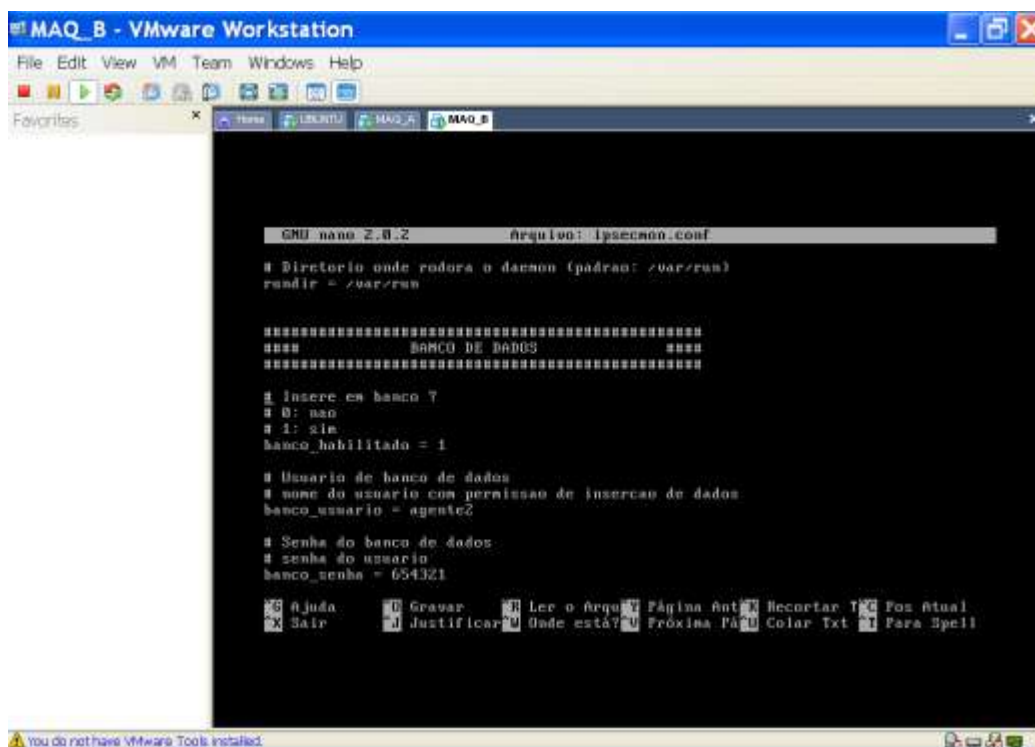 MAQ_B - VMware Workstation
File Edit View VM Team Windows Help
Favorites
Home UBUNTU MAQ_A MAQ_B
GNU nano 2.0.2 Arquivo: ipsecmon.conf
# Diretorio onde rodara o daemon (padrao: /var/run)
rundir = /var/run
################################################
#### BANCO DE DADOS ####
################################################
# Insere em banco ?
# 0: nao
# 1: sim
banco_habilitado = 1
# Usuario de banco de dados
# nome do usuario com permissao de insercao de dados
banco_usuario = agente2
# Senha do banco de dados
# senha do usuario
banco_senha = 654321
^G Ajuda ^O Gravar ^R Ler o Arqu^Y Página Ant^K Recortar T^C Pos Atual
^X Sair ^J Justificar^W Onde está?^V Próxima Pá^U Colar Txt ^T Para Spell
You do not have VMware Tools installed.